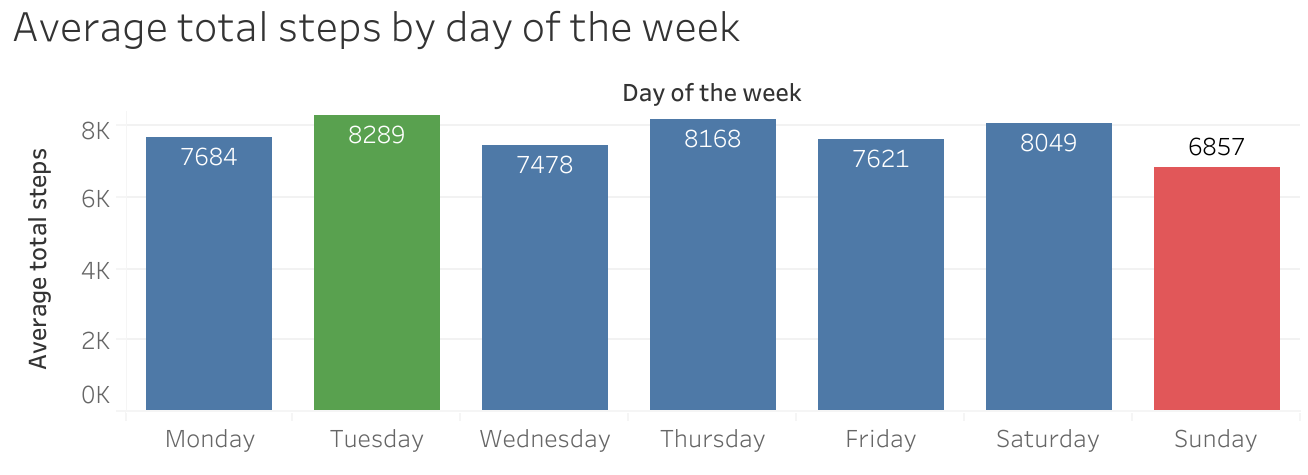 Average total steps by day of the week
Day of the week
Average total steps
8K
6K
4K
2K
0K
7684
8289
7478
8168
7621
8049
6857
Monday
Tuesday
Wednesday
Thursday
Friday
Saturday
Sunday